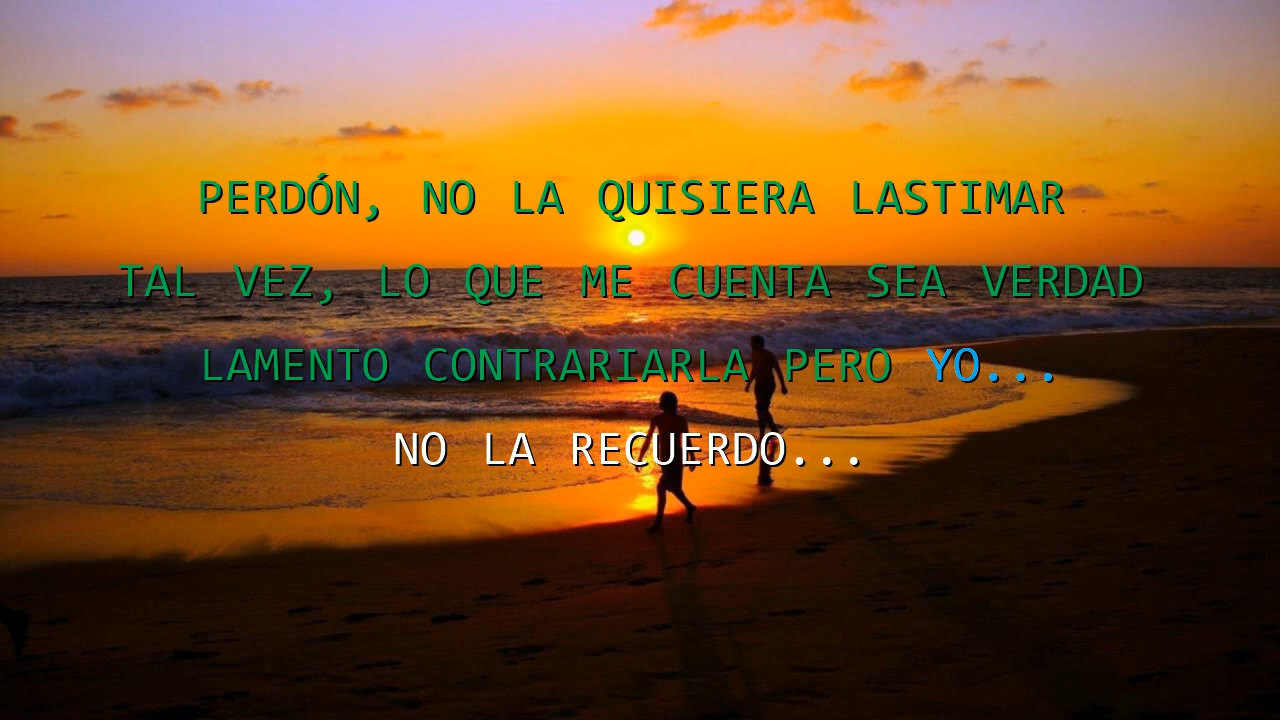 PERDÓN, NO LA QUISIERA LASTIMAR
TAL VEZ, LO QUE ME CUENTA SEA VERDAD
LAMENTO CONTRARIARLA PERO YO...
NO LA RECUERDO...